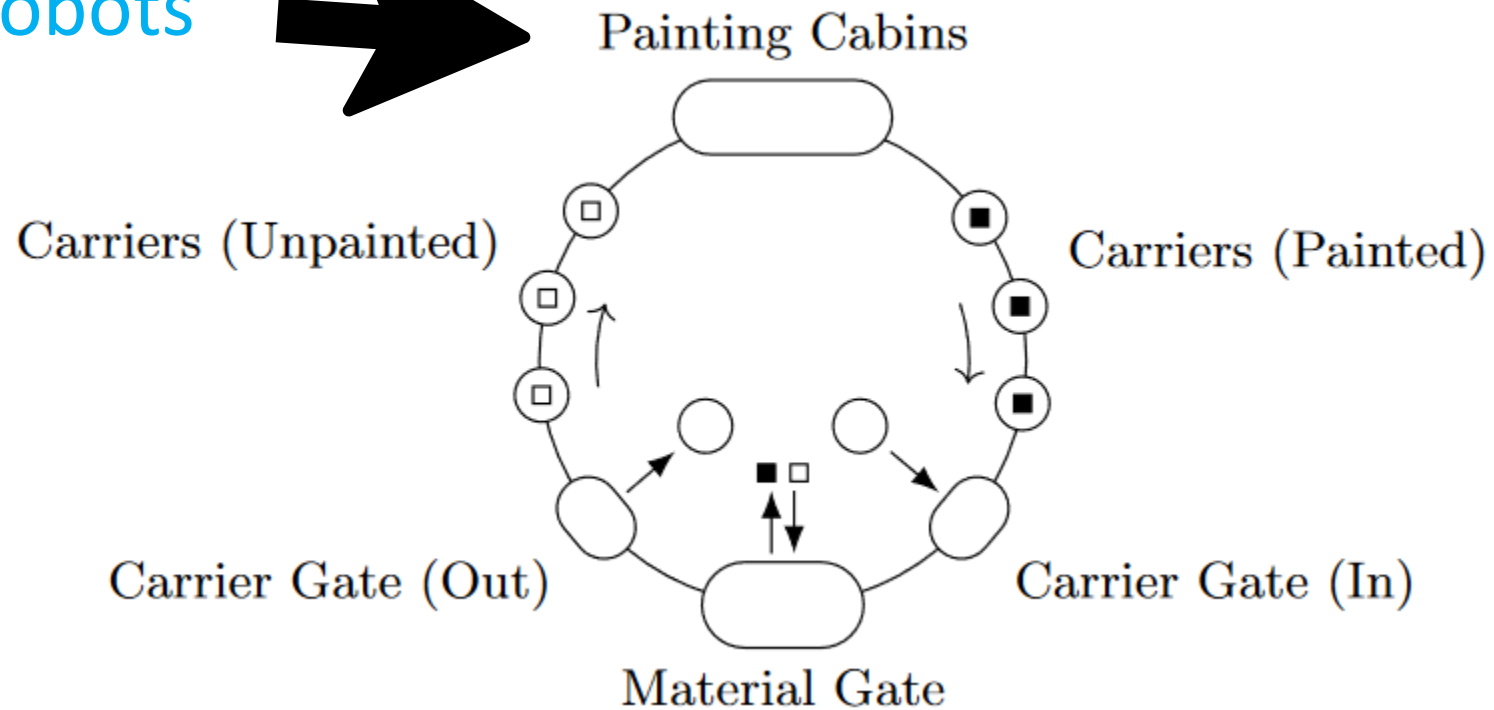 obots
Painting Cabins
Carriers (Unpainted)
Carriers (Painted)
Carrier Gate (Out)
Carrier Gate (In)
Material Gate